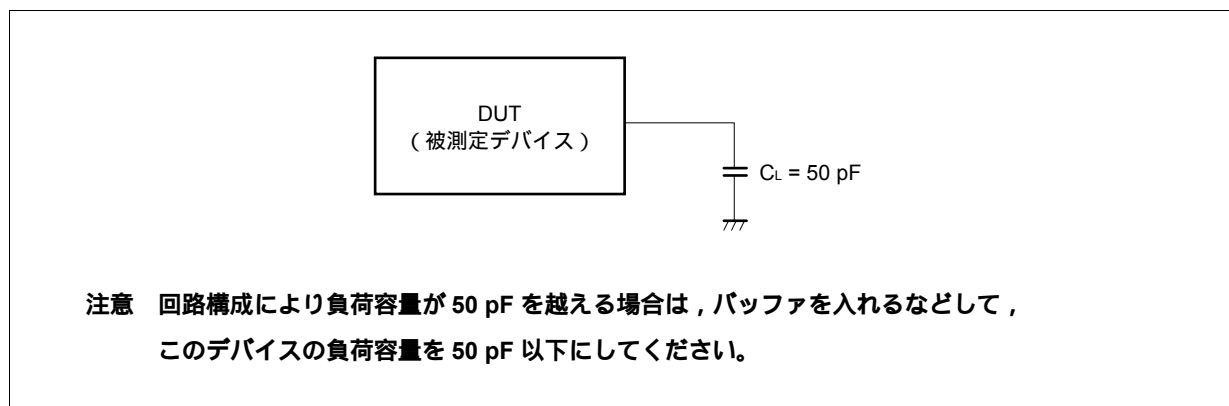 DUT
（被測定デバイス）
CL = 50 pF
注意　回路構成により負荷容量が 50 pF を越える場合は，バッファを入れるなどして，
このデバイスの負荷容量を 50 pF 以下にしてください。